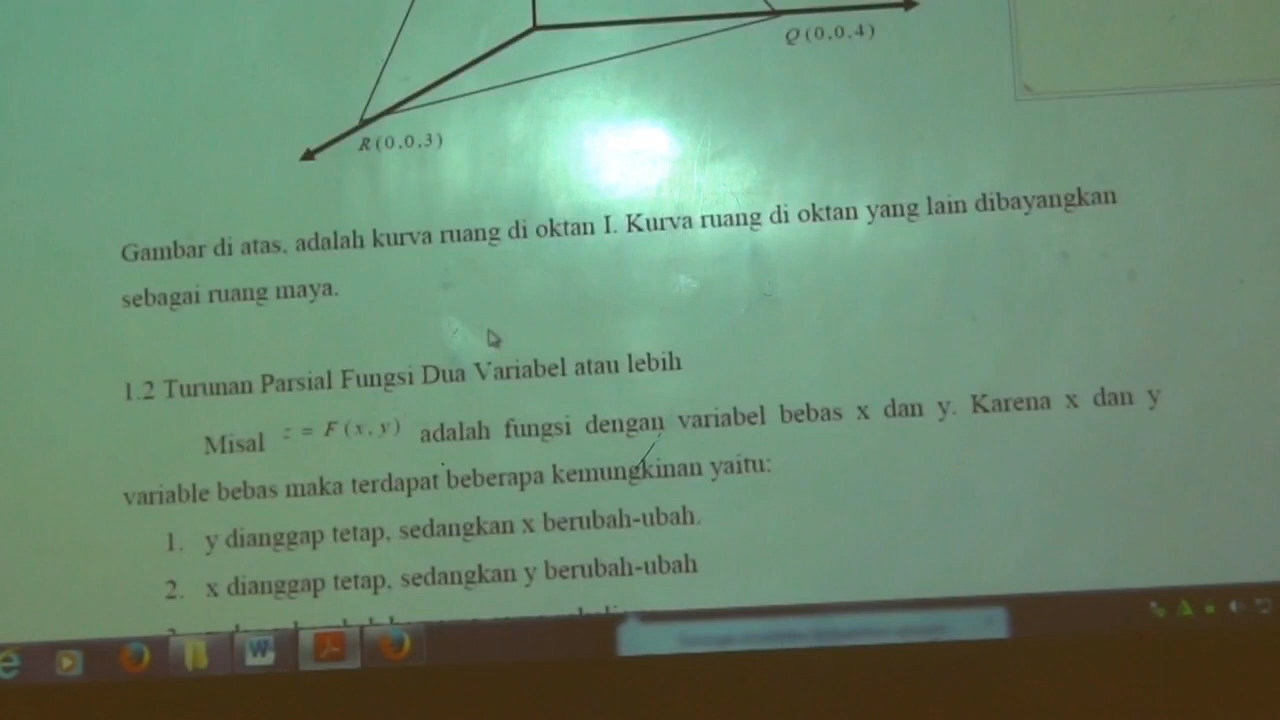 Q(0,0,4)
R(0,0,3)
Gambar di atas, adalah kurva ruang di oktan I. Kurva ruang di oktan yang lain dibayangkan
sebagai ruang maya.
1.2 Turunan Parsial Fungsi Dua Variabel atau lebih
Misal z = F(x,y) adalah fungsi dengan variabel bebas x dan y. Karena x dan y
variable bebas maka terdapat beberapa kemungkinan yaitu:
1. y dianggap tetap, sedangkan x berubah-ubah.
2. x dianggap tetap, sedangkan y berubah-ubah